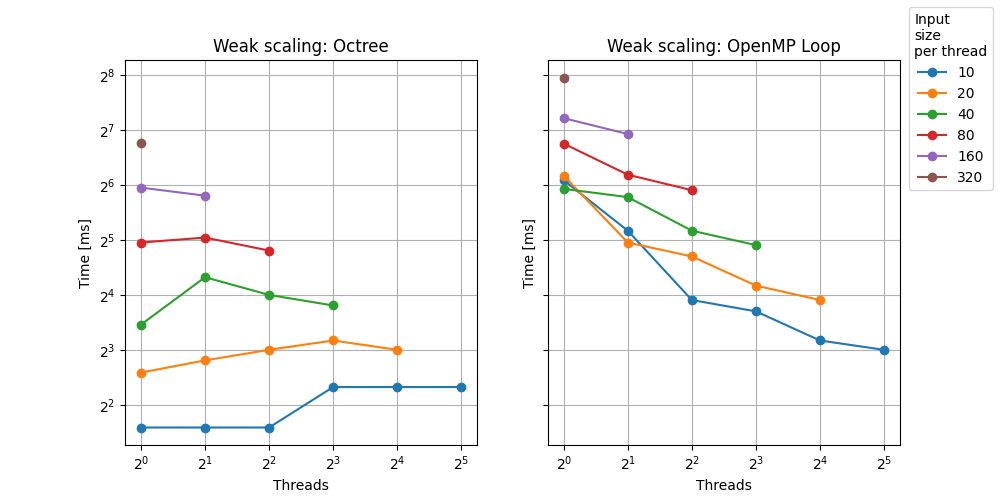 Weak scaling: Octree
2^8
2^7
2^6
2^5
2^4
2^3
2^2
Time [ms]
2^0 2^1 2^2 2^3 2^4 2^5
Threads
Weak scaling: OpenMP Loop
Time [ms]
2^0 2^1 2^2 2^3 2^4 2^5
Threads
Input
size
per thread
10
20
40
80
160
320